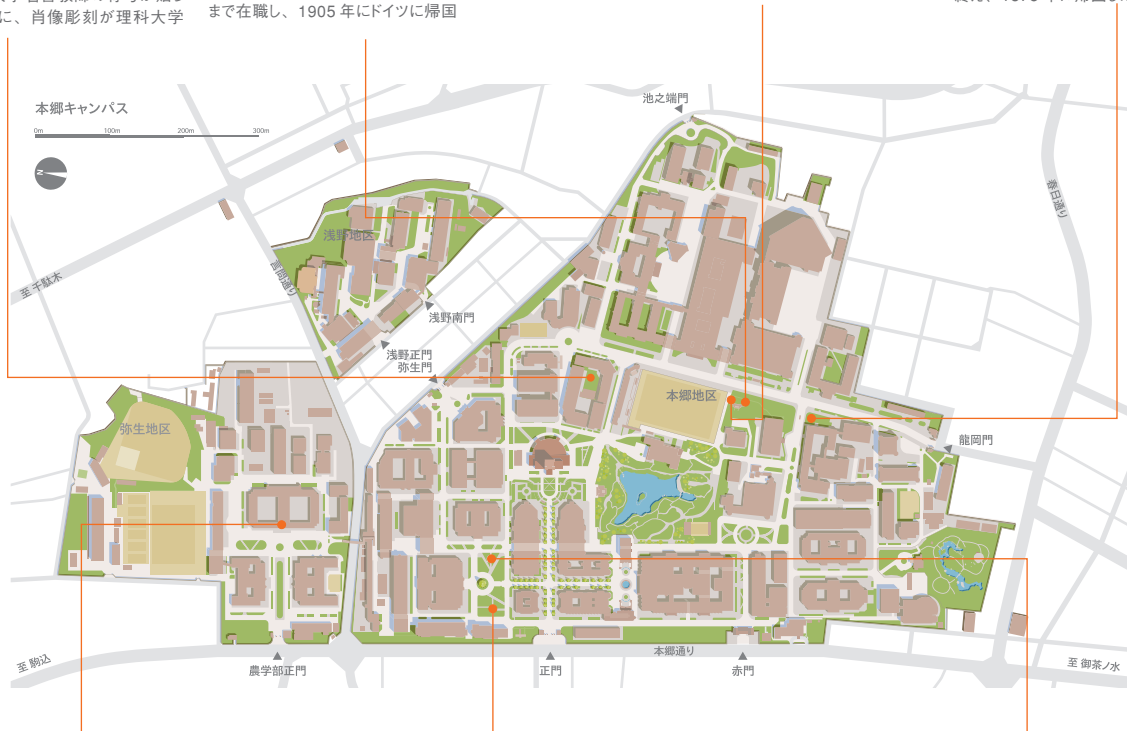 に、肖像彫刻が理科大学
まで在職し、1905 年にドイツに帰国
本郷キャンパス
0m 100m 200m 300m
N
池之端門
春日通り
浅野地区
言問通り
至 千駄木
浅野南門
浅野正門
弥生門
本郷地区
弥生地区
龍岡門
本郷通り
至 駒込
農学部正門
正門
赤門
至 御茶ノ水